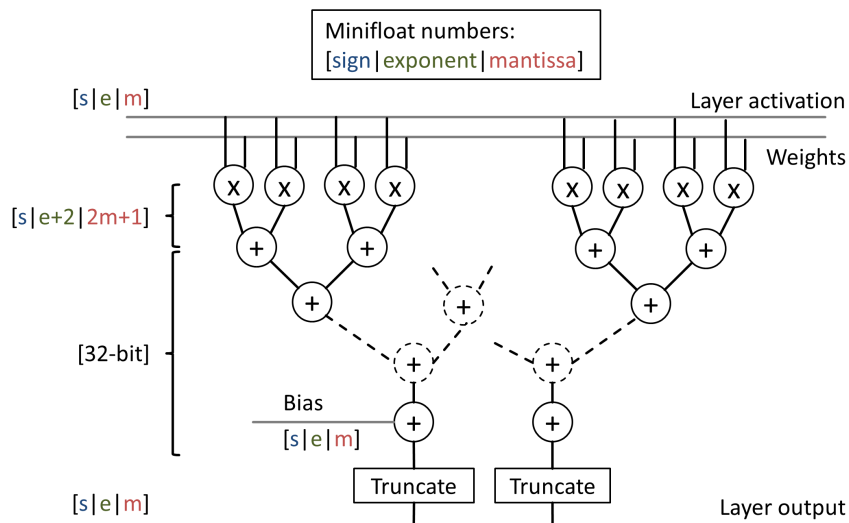 Minifloat numbers:
[sign|exponent|mantissa]
[s|e|m]
Layer activation
Weights
x x x x x x x x
[s|e+2|2m+1]
+ + + +
+ + +
[32-bit]
+ +
Bias
+ +
[s|e|m]
Truncate Truncate
[s|e|m]
Layer output